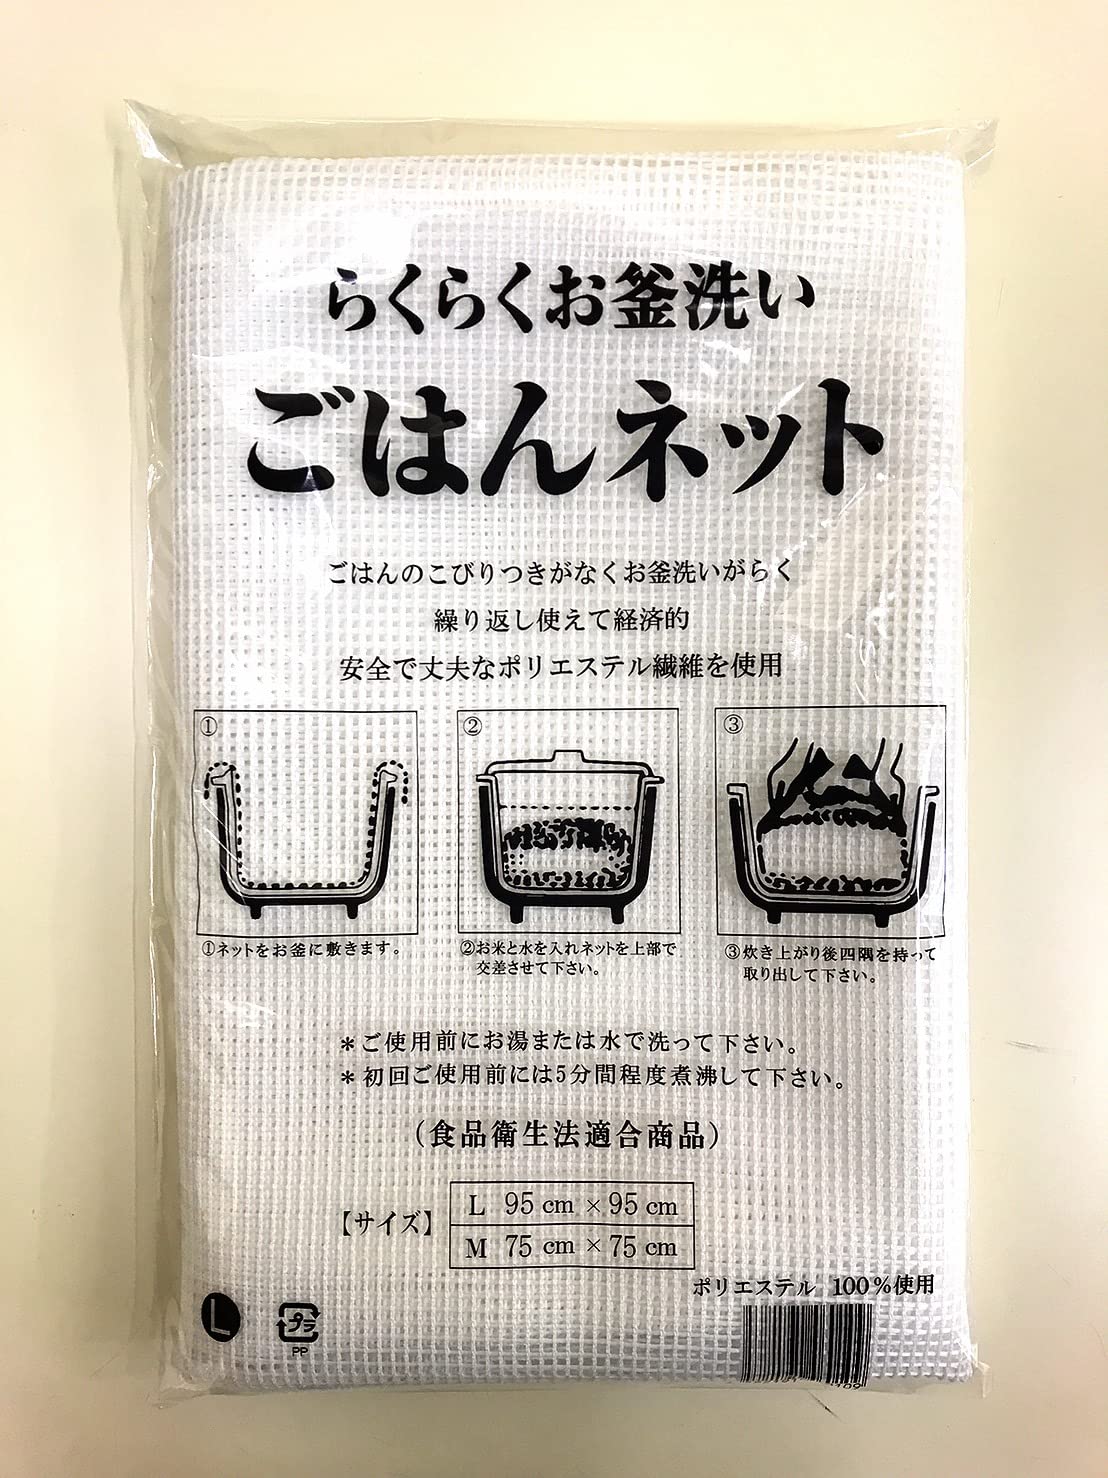 らくらくお釜洗い
ごはんネット
ごはんのこびりつきがなくお釜洗いがらく
繰り返し使えて経済的
安全で丈夫なポリエステル繊維を使用
①
②
③
①ネットをお釜に敷きます。
②お米と水を入れネットを上部で
交差させて下さい。
③炊き上がり後四隅を持って
取り出して下さい。
＊ご使用前にお湯または水で洗って下さい。
＊初回ご使用前には5分間程度煮沸して下さい。
(食品衛生法適合商品)
【サイズ】
L 95 cm × 95 cm
M 75 cm × 75 cm
ポリエステル 100%使用
L
プラ
PP